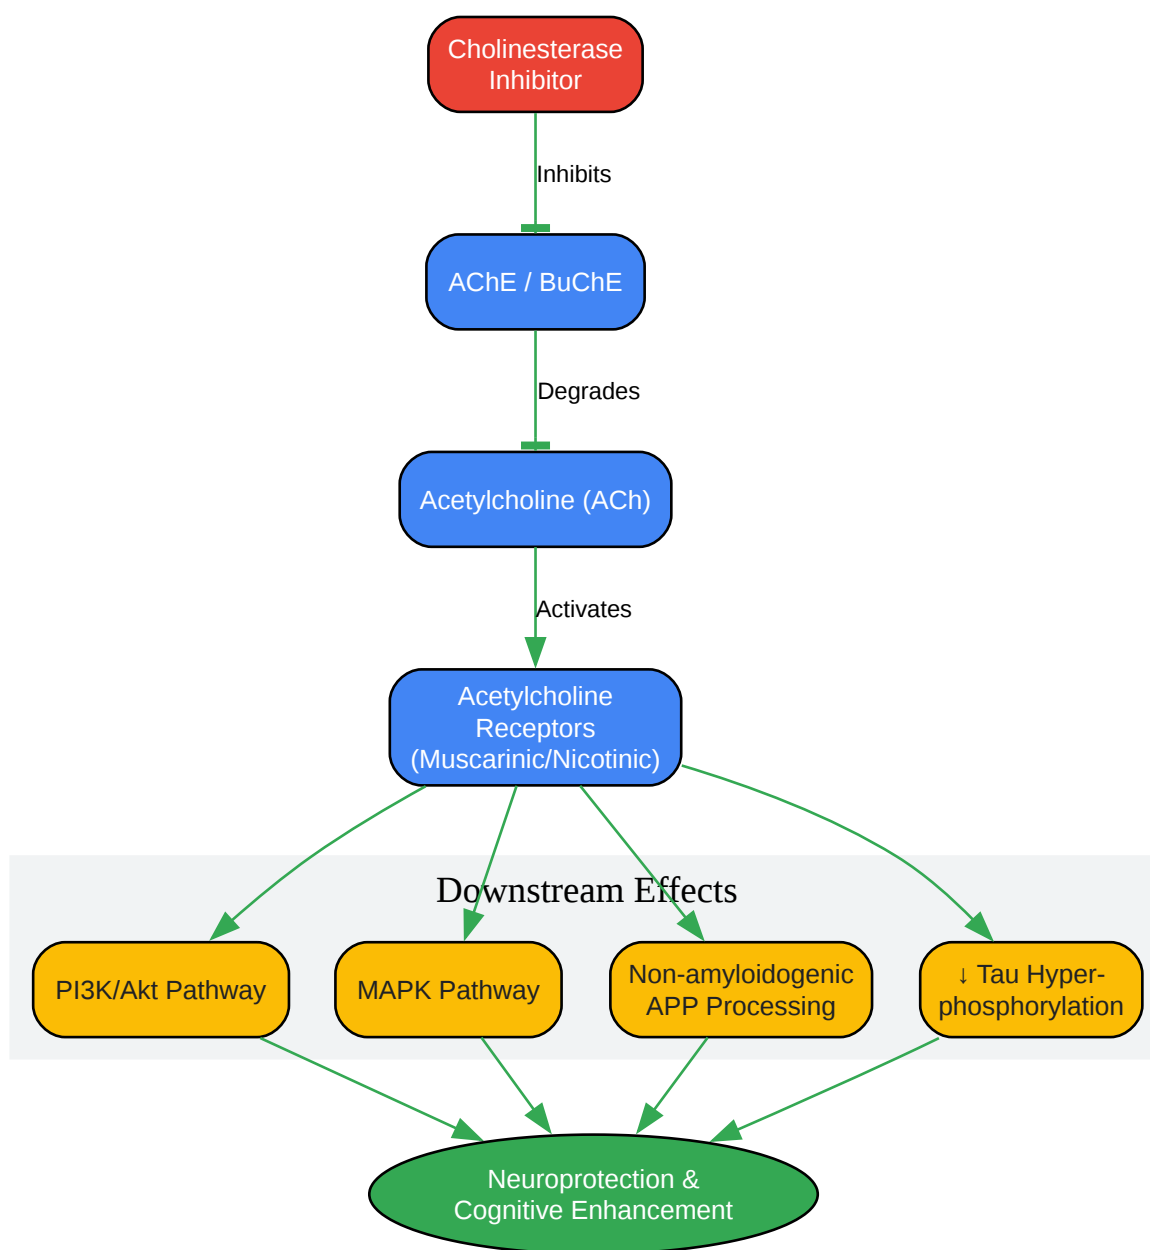 Cholinesterase
Inhibitor
Inhibits
AChE / BuChE
Degrades
Acetylcholine (ACh)
Activates
Acetylcholine
Receptors
(Muscarinic/Nicotinic)
Downstream Effects
PI3K/Akt Pathway
MAPK Pathway
Non-amyloidogenic
APP Processing
↓ Tau Hyper-
phosphorylation
Neuroprotection &
Cognitive Enhancement